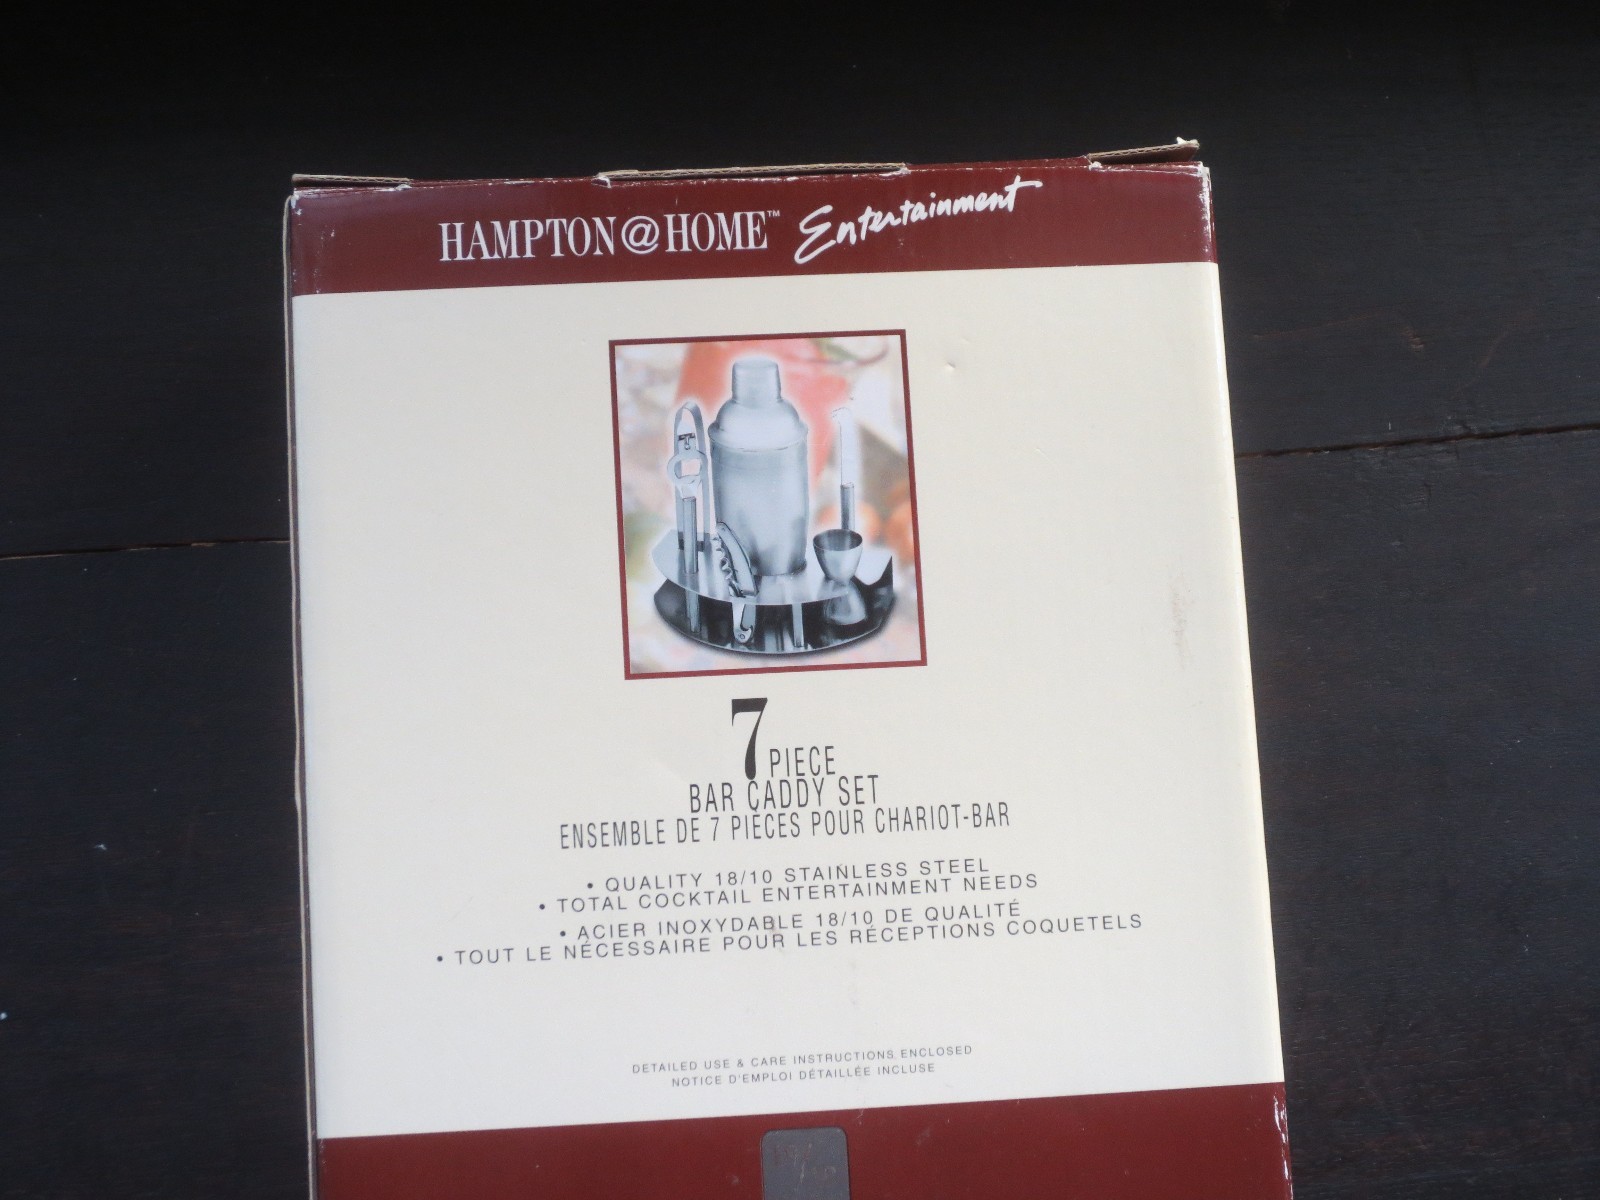 HAMPTON@HOME™ Entertainment
7 PIECE
BAR CADDY SET
ENSEMBLE DE 7 PIÈCES POUR CHARIOT-BAR
• QUALITY 18/10 STAINLESS STEEL
• TOTAL COCKTAIL ENTERTAINMENT NEEDS
• ACIER INOXYDABLE 18/10 DE QUALITÉ
• TOUT LE NÉCESSAIRE POUR LES RÉCEPTIONS COQUETELS
DETAILED USE & CARE INSTRUCTIONS ENCLOSED
NOTICE D'EMPLOI DÉTAILLÉE INCLUSE